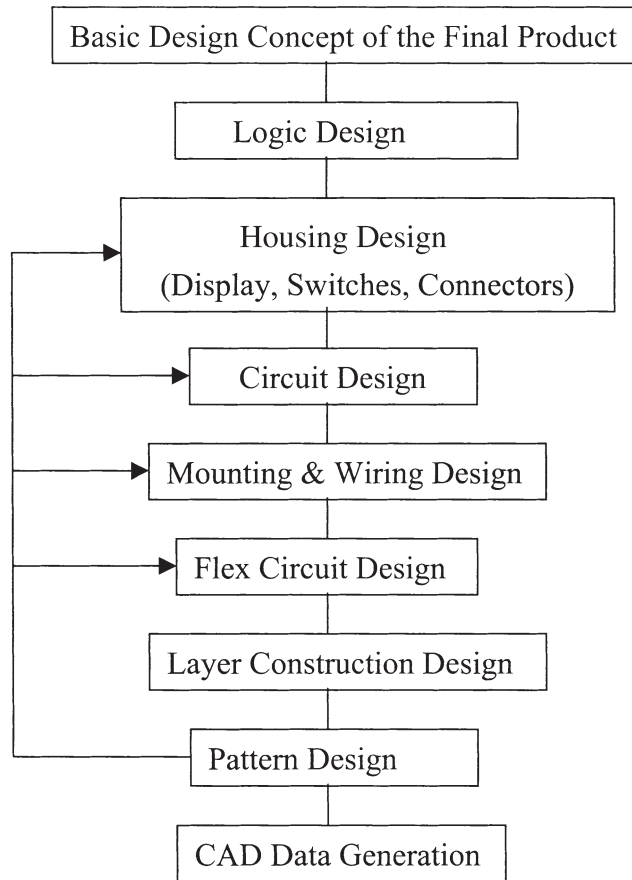 Basic Design Concept of the Final Product
Logic Design
Housing Design
(Display, Switches, Connectors)
Circuit Design
Mounting & Wiring Design
Flex Circuit Design
Layer Construction Design
Pattern Design
CAD Data Generation